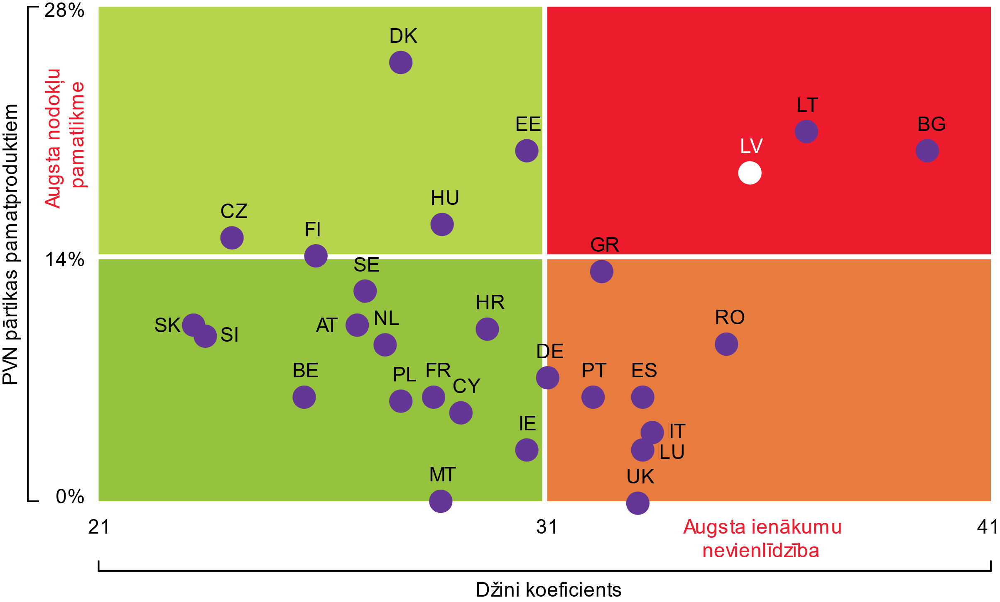 28%
DK
LT
EE
BG
LV
Augsta nodokļu
pamatlikme
HU
CZ
FI
GR
14%
SE
HR
NL
RO
SK
AT
SI
DE
BE
PL
FR
PT
ES
CY
IE
IT
LU
MT
UK
0%
PVN pārtikas pamatproduktiem
21
31
Augsta ienākumu
nevienlīdzība
41
Džini koeficients